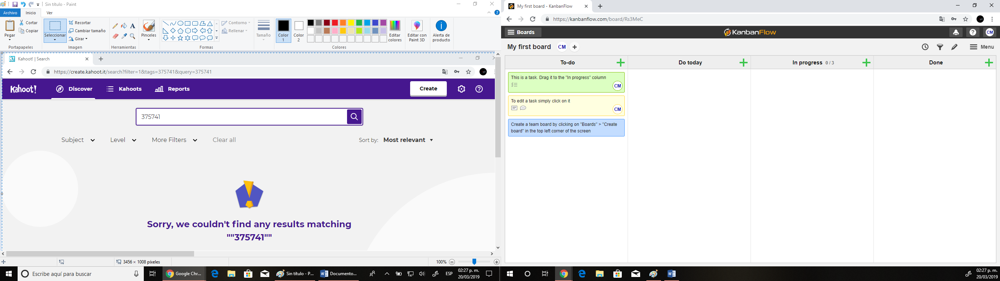 Sin título - Paint
Archivo Inicio Ver
Pegar
Cortar
Copiar
Portapapeles
Seleccionar
Recortar
Cambiar tamaño
Girar
Imagen
A
Herramientas
Pinceles
Contorno
Rellenar
Formas
Tamaño
Color 1
Color 2
Editar colores
Colores
Editar con Paint 3D
Alerta de producto
Kahoot! | Search
https://create.kahoot.it/search?filter=1&tags=375741&query=375741
Kahoot! Discover Kahoots Reports Create
375741
Subject Level More Filters Clear all Sort by: Most relevant
Sorry, we couldn't find any results matching
""375741""
3456 × 1008 píxeles 100%
Escribe aquí para buscar Google Chr... Sin título - P... Documento... ESP 02:27 p. m.
20/03/2019
My first board - KanbanFlow
https://kanbanflow.com/board/Rs3MeC
Boards KanbanFlow CM
My first board CM + Menu
To-do Do today In progress 0 / 3 Done
This is a task. Drag it to the "In progress" column
CM
To edit a task simply click on it
CM
Create a team board by clicking on "Boards" > "Create
board" in the top left corner of the screen
02:27 p. m.
20/03/2019